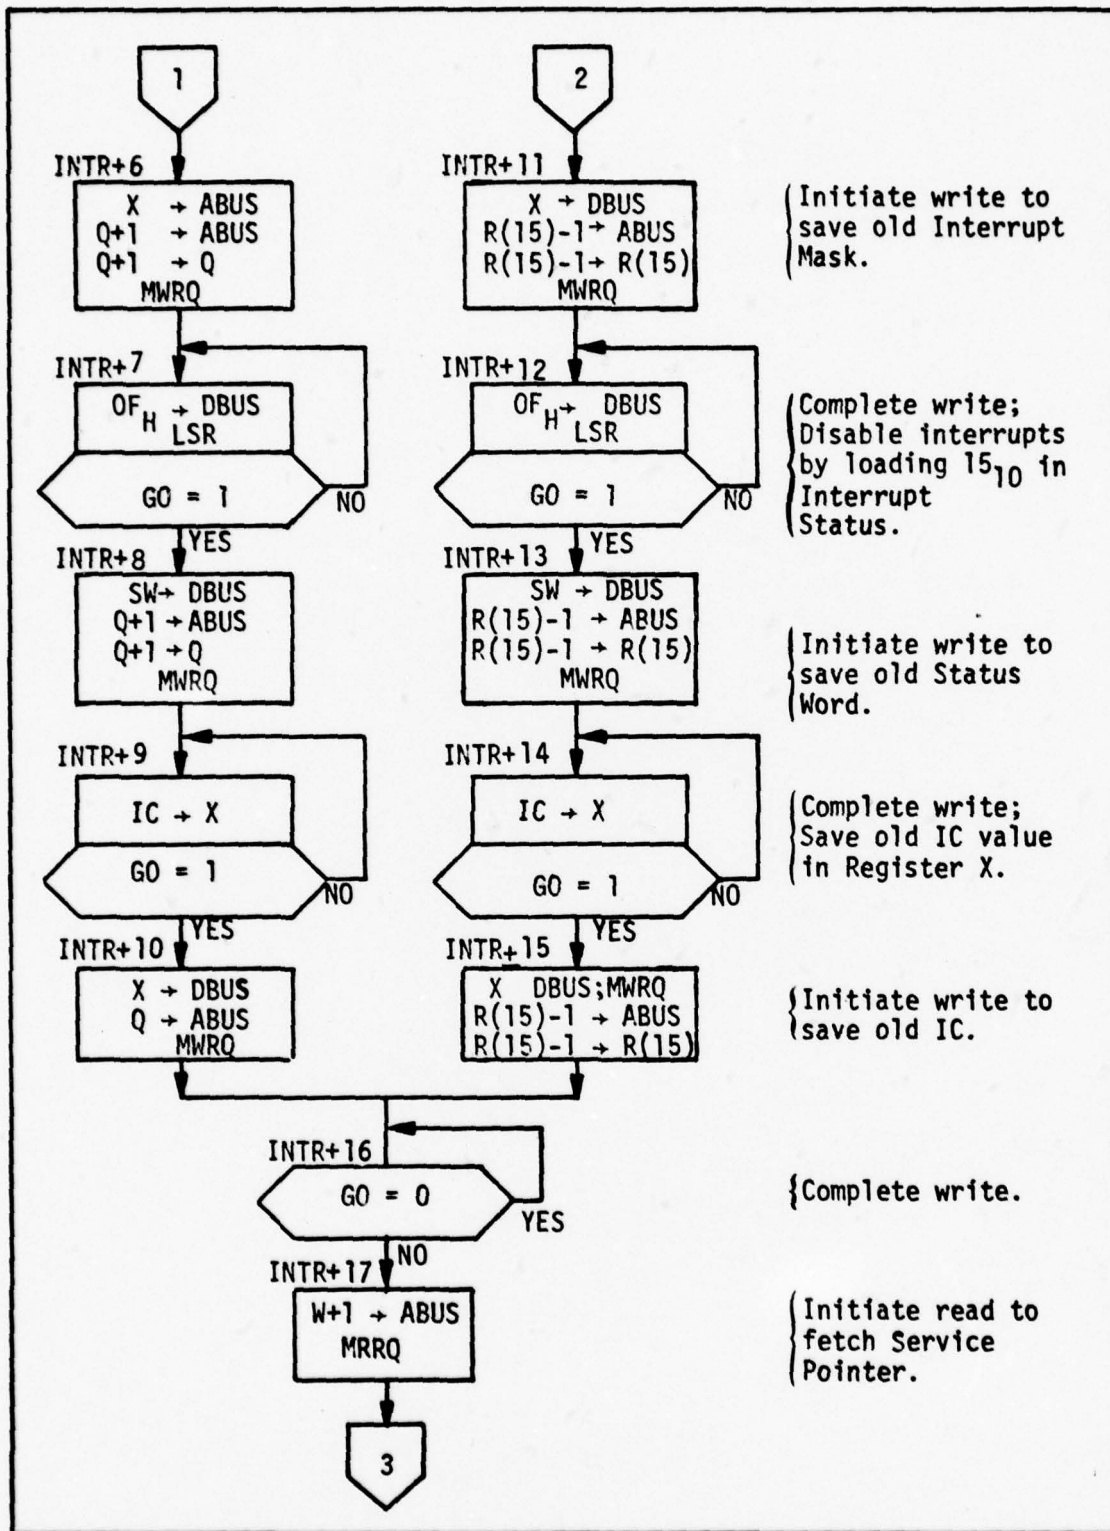 1
2
INTR+6
X → ABUS
Q+1 → ABUS
Q+1 → Q
MWRQ
INTR+11
X → DBUS
R(15)-1→ ABUS
R(15)-1→ R(15)
MWRQ
Initiate write to
save old Interrupt
Mask.
INTR+7
OF_H → DBUS
LSR
GO = 1
NO
YES
INTR+12
OF_H→ DBUS
LSR
GO = 1
NO
YES
Complete write;
Disable interrupts
by loading 15₁₀ in
Interrupt
Status.
INTR+8
SW→ DBUS
Q+1 →ABUS
Q+1 →Q
MWRQ
INTR+13
SW → DBUS
R(15)-1 → ABUS
R(15)-1 → R(15)
MWRQ
Initiate write to
save old Status
Word.
INTR+9
IC → X
GO = 1
NO
YES
INTR+14
IC → X
GO = 1
NO
YES
Complete write;
Save old IC value
in Register X.
INTR+10
X → DBUS
Q → ABUS
MWRQ
INTR+15
X DBUS;MWRQ
R(15)-1 → ABUS
R(15)-1 → R(15)
Initiate write to
save old IC.
INTR+16
GO = 0
YES
NO
Complete write.
INTR+17
W+1 → ABUS
MRRQ
Initiate read to
fetch Service
Pointer.
3